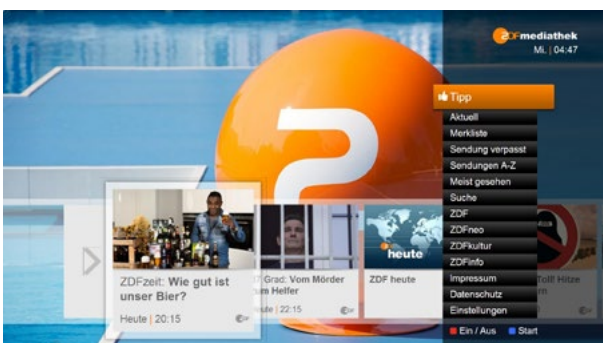 ZDFmediathek
Mi. | 04:47
Tipp
Aktuell
Merkliste
Sendung verpasst
Sendungen A-Z
Meist gesehen
Suche
ZDF
ZDFneo
ZDFkultur
ZDFinfo
Impressum
Datenschutz
Einstellungen
Ein / Aus
Start
ZDFzeit: Wie gut ist
unser Bier?
Heute | 20:15
Grad: Vom Mörder
Helfer
22:15
heute
ZDF heute
Toll! Hitze